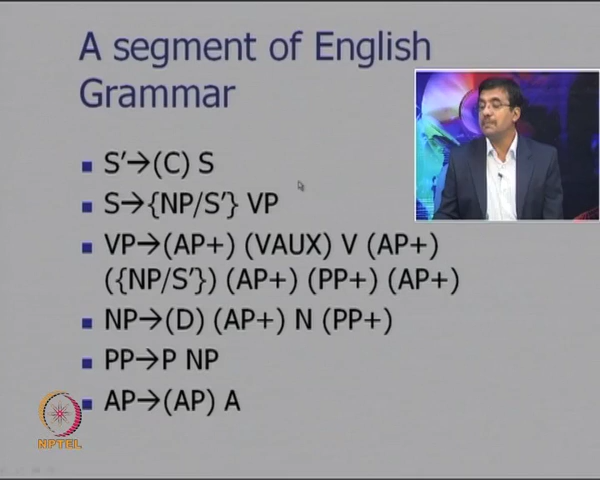 A segment of English
Grammar
S′→(C) S
S→{NP/S′} VP
VP→(AP+) (VAUX) V (AP+)
({NP/S′}) (AP+) (PP+) (AP+)
NP→(D) (AP+) N (PP+)
PP→P NP
AP→(AP) A
NPTEL